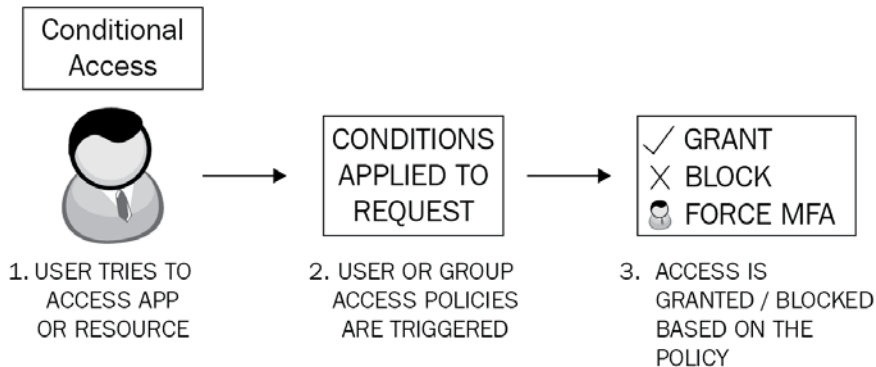 Conditional
Access
CONDITIONS
APPLIED TO
REQUEST
GRANT
BLOCK
FORCE MFA
1. USER TRIES TO
ACCESS APP
OR RESOURCE
2. USER OR GROUP
ACCESS POLICIES
ARE TRIGGERED
3. ACCESS IS
GRANTED / BLOCKED
BASED ON THE
POLICY